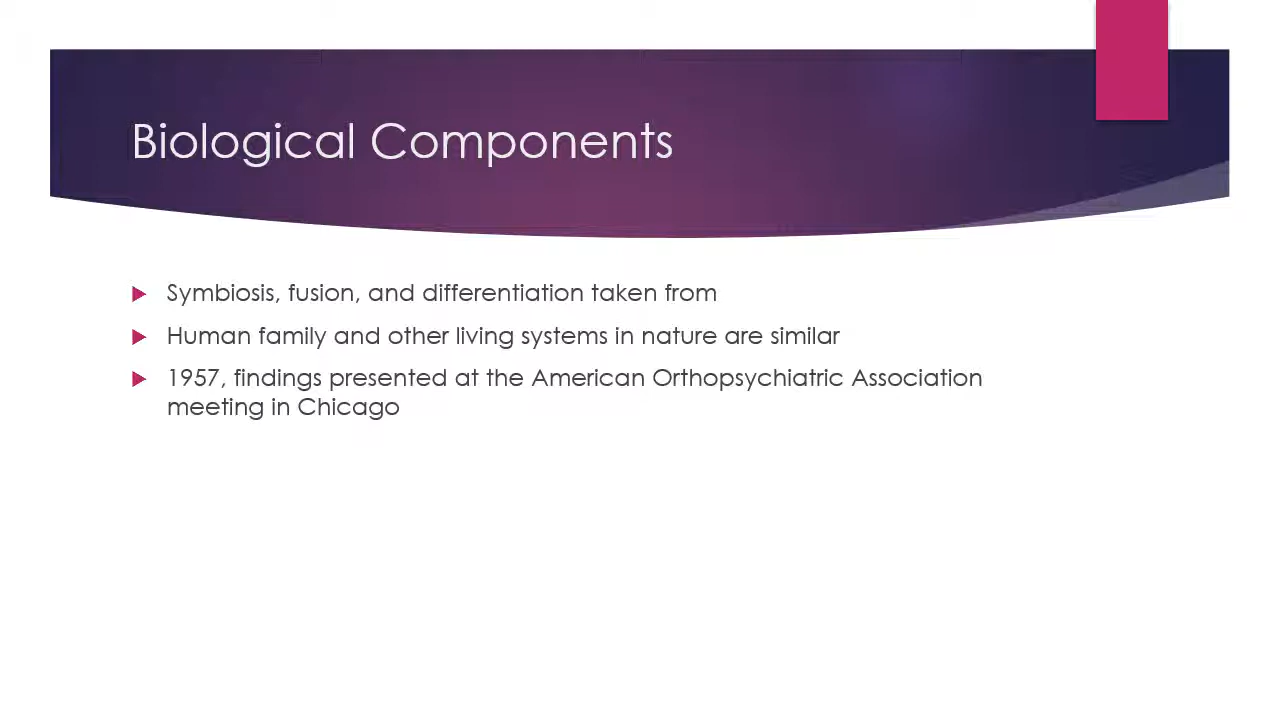 Biological Components
Symbiosis, fusion, and differentiation taken from
Human family and other living systems in nature are similar
1957, findings presented at the American Orthopsychiatric Association
meeting in Chicago